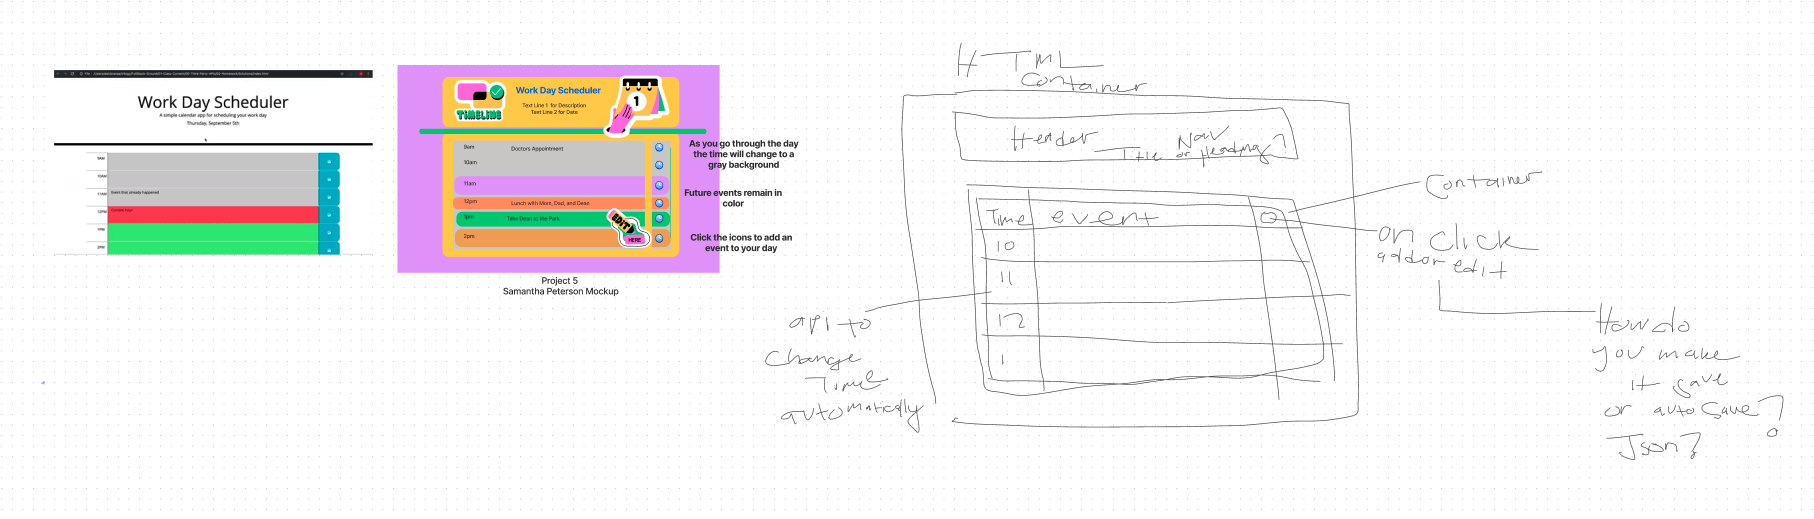 Work Day Scheduler
A simple calendar app for scheduling your work day
Thursday, September 5th
9AM
10AM
11AM Event that already happened
12PM Current hour
1PM
2PM
TIMELINE
Work Day Scheduler
Text Line 1 for Description
Text Line 2 for Date
1
9am Doctors Appointment
10am
11am
12pm Lunch with Mom, Dad, and Dean
1pm Take Dean to the Park
2pm
EDIT
HERE
As you go through the day
the time will change to a
gray background
Future events remain in
color
Click the icons to add an
event to your day
Project 5
Samantha Peterson Mockup
HTML
Container
Header
Nav
Title or Heading?
Time event
10
11
12
1
Container
on Click
add or edit
api to
change
Time
automatically
How do
you make
it save
or auto save?
Json?